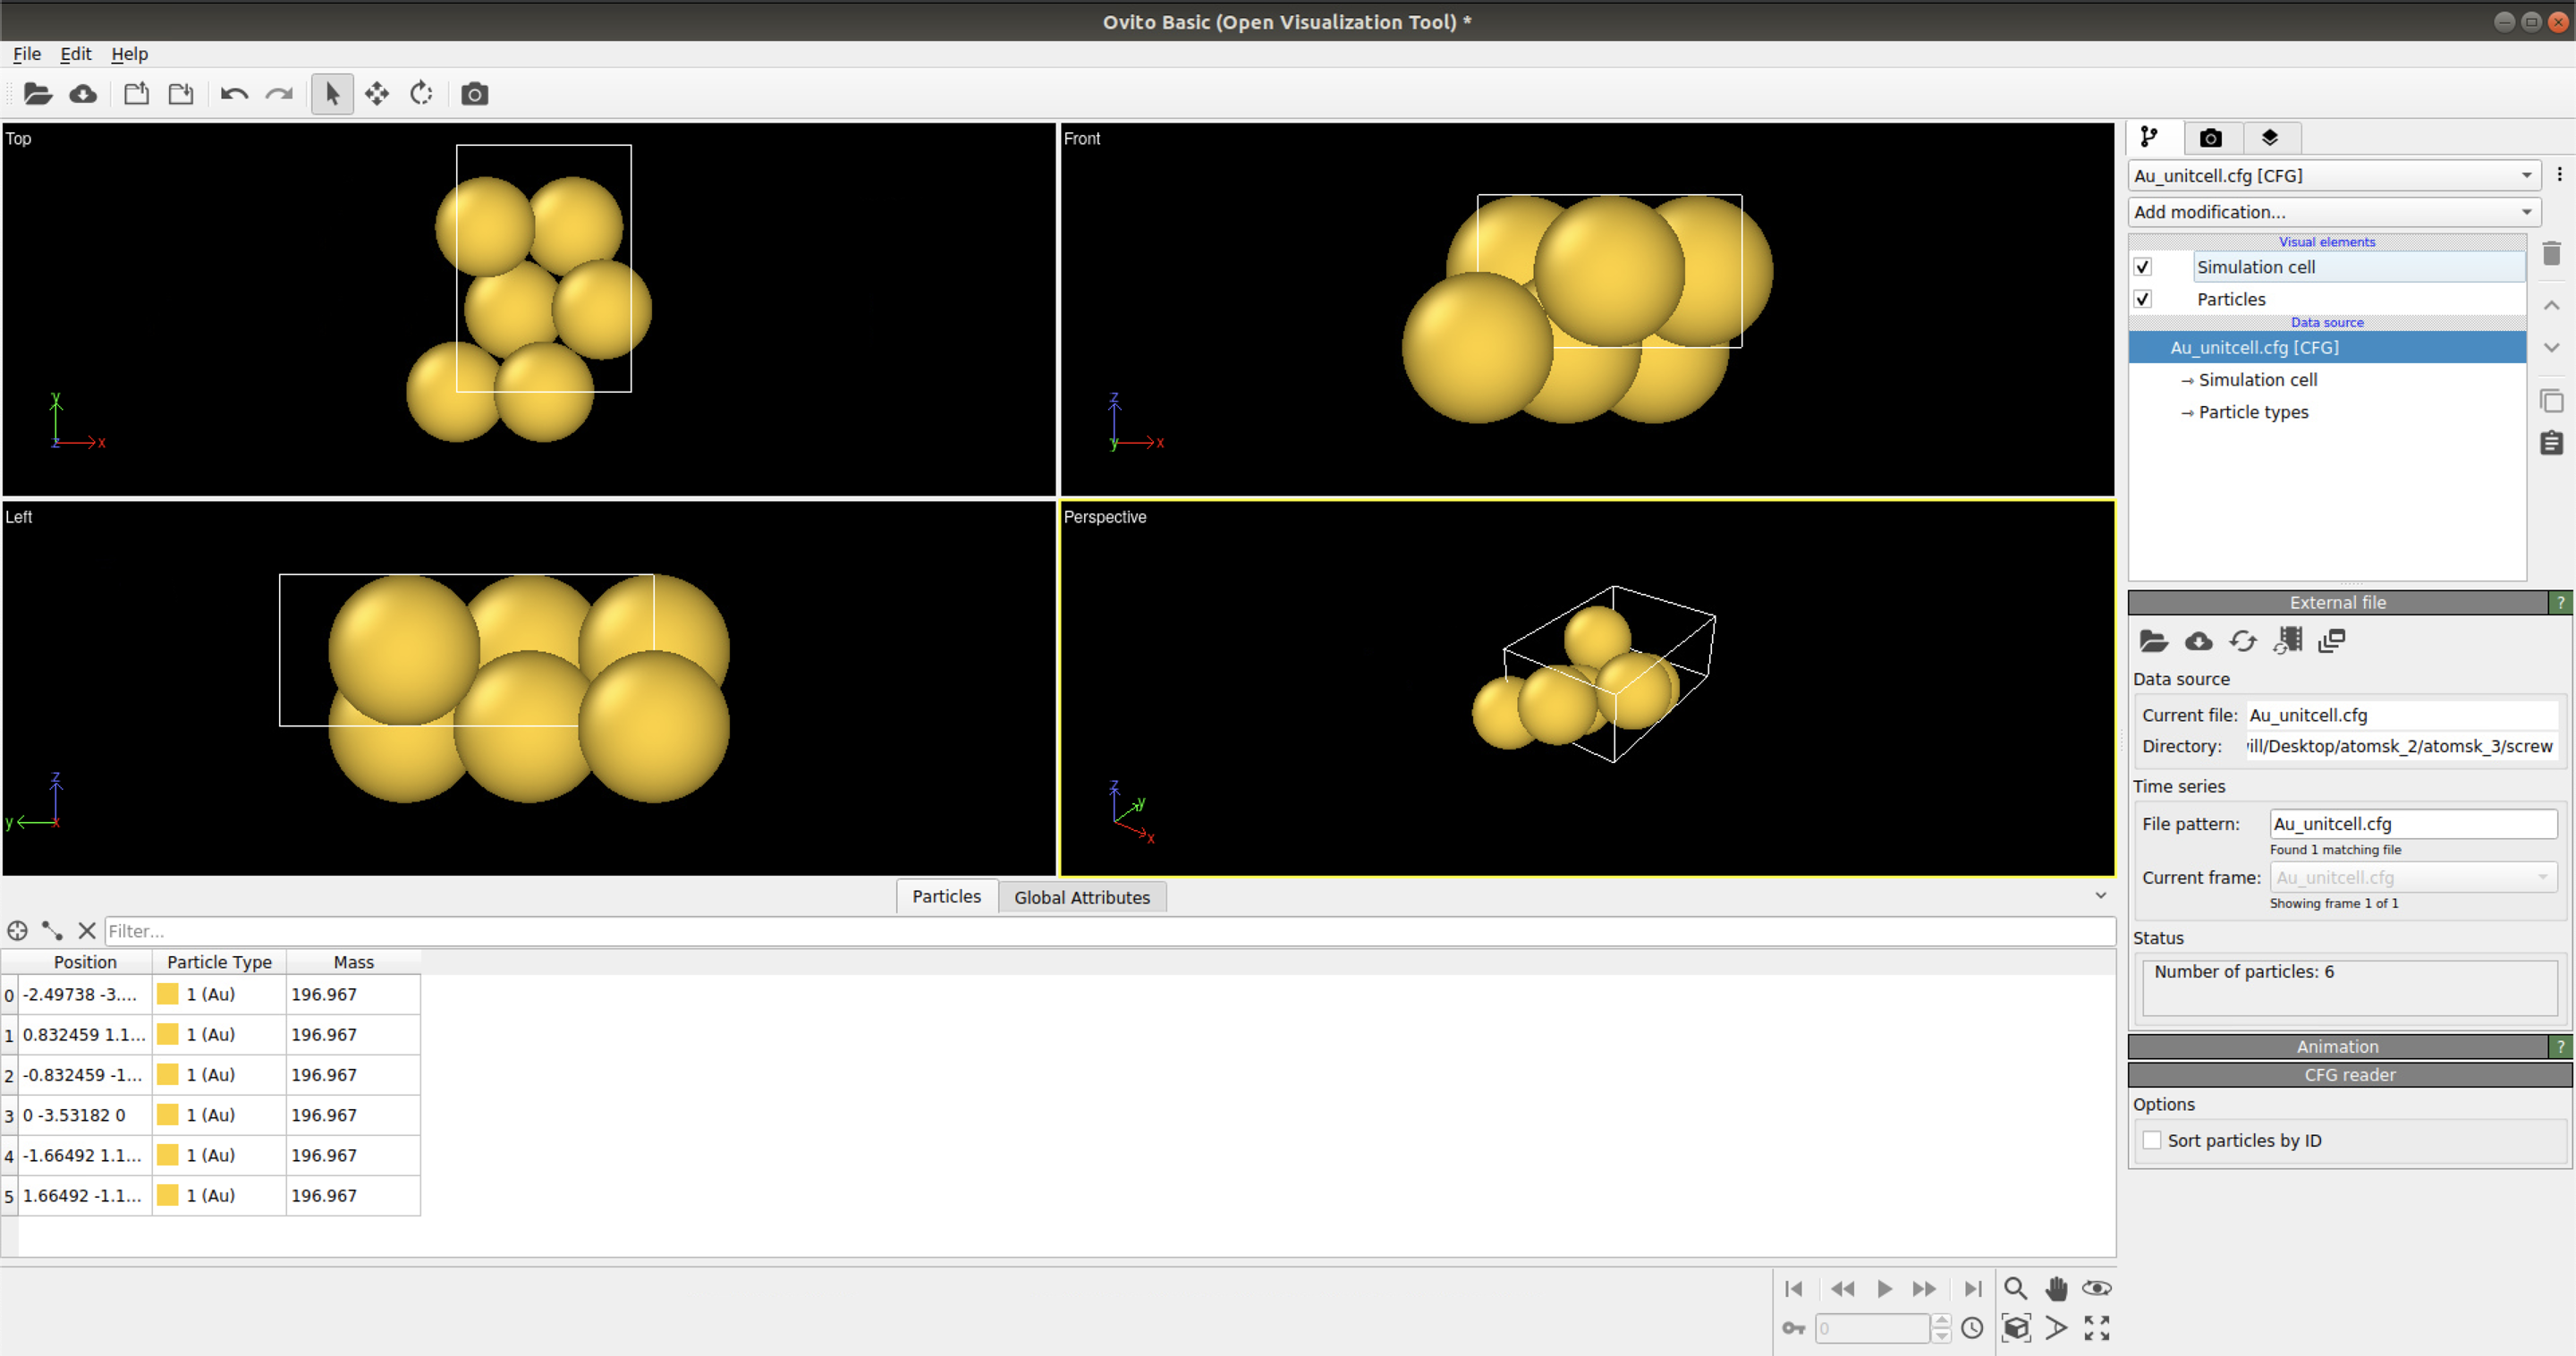 Ovito Basic (Open Visualization Tool) *
File Edit Help
Top
y
z x
Front
z
y x
Left
z
y x
Perspective
z
y
x
Au_unitcell.cfg [CFG]
Add modification...
Visual elements
Simulation cell
Particles
Data source
Au_unitcell.cfg [CFG]
→ Simulation cell
→ Particle types
External file ?
Data source
Current file: Au_unitcell.cfg
Directory: ill/Desktop/atomsk_2/atomsk_3/screw
Time series
File pattern: Au_unitcell.cfg
Found 1 matching file
Current frame: Au_unitcell.cfg
Showing frame 1 of 1
Status
Number of particles: 6
Animation ?
CFG reader
Options
Sort particles by ID
Particles Global Attributes
Filter...
Position Particle Type Mass
0 -2.49738 -3.... 1 (Au) 196.967
1 0.832459 1.1... 1 (Au) 196.967
2 -0.832459 -1... 1 (Au) 196.967
3 0 -3.53182 0 1 (Au) 196.967
4 -1.66492 1.1... 1 (Au) 196.967
5 1.66492 -1.1... 1 (Au) 196.967
0